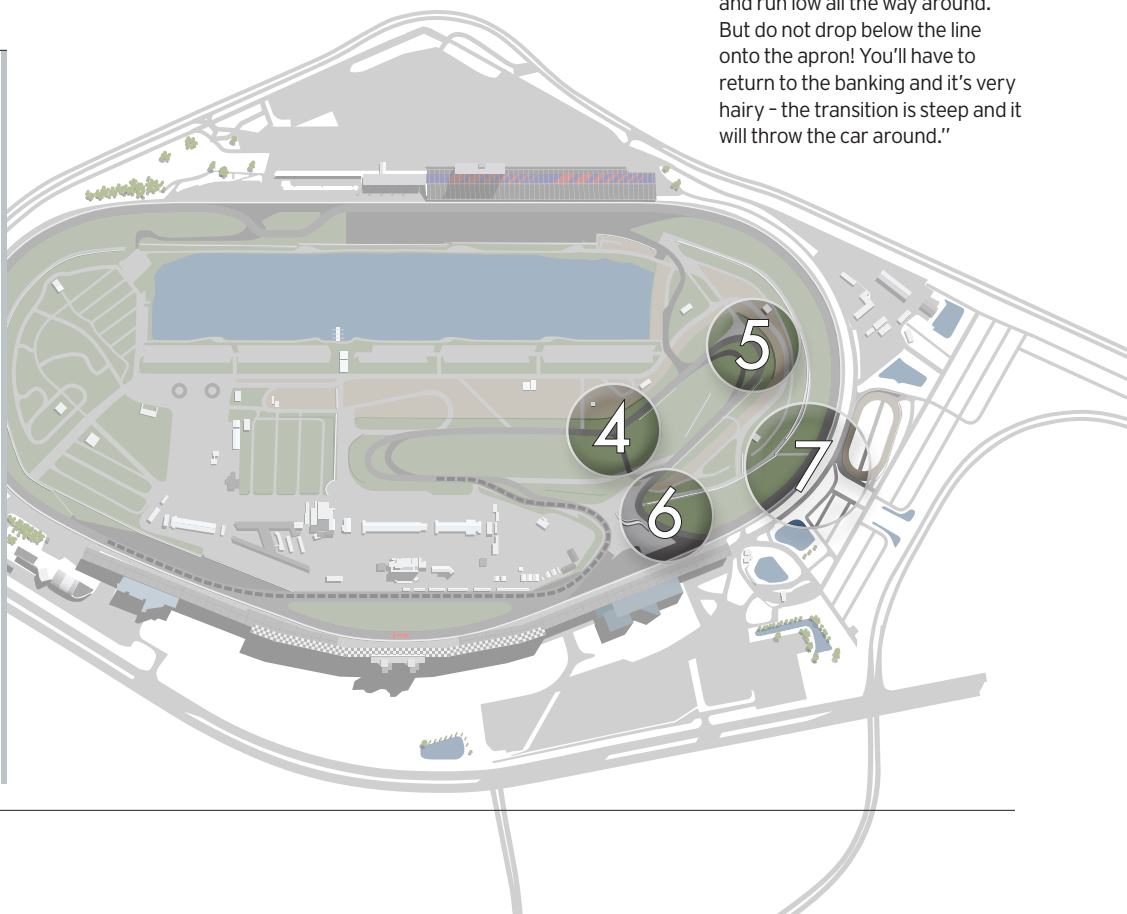 and run low all the way around.
But do not drop below the line
onto the apron! You’ll have to
return to the banking and it’s very
hairy – the transition is steep and it
will throw the car around.”
5
4
7
6